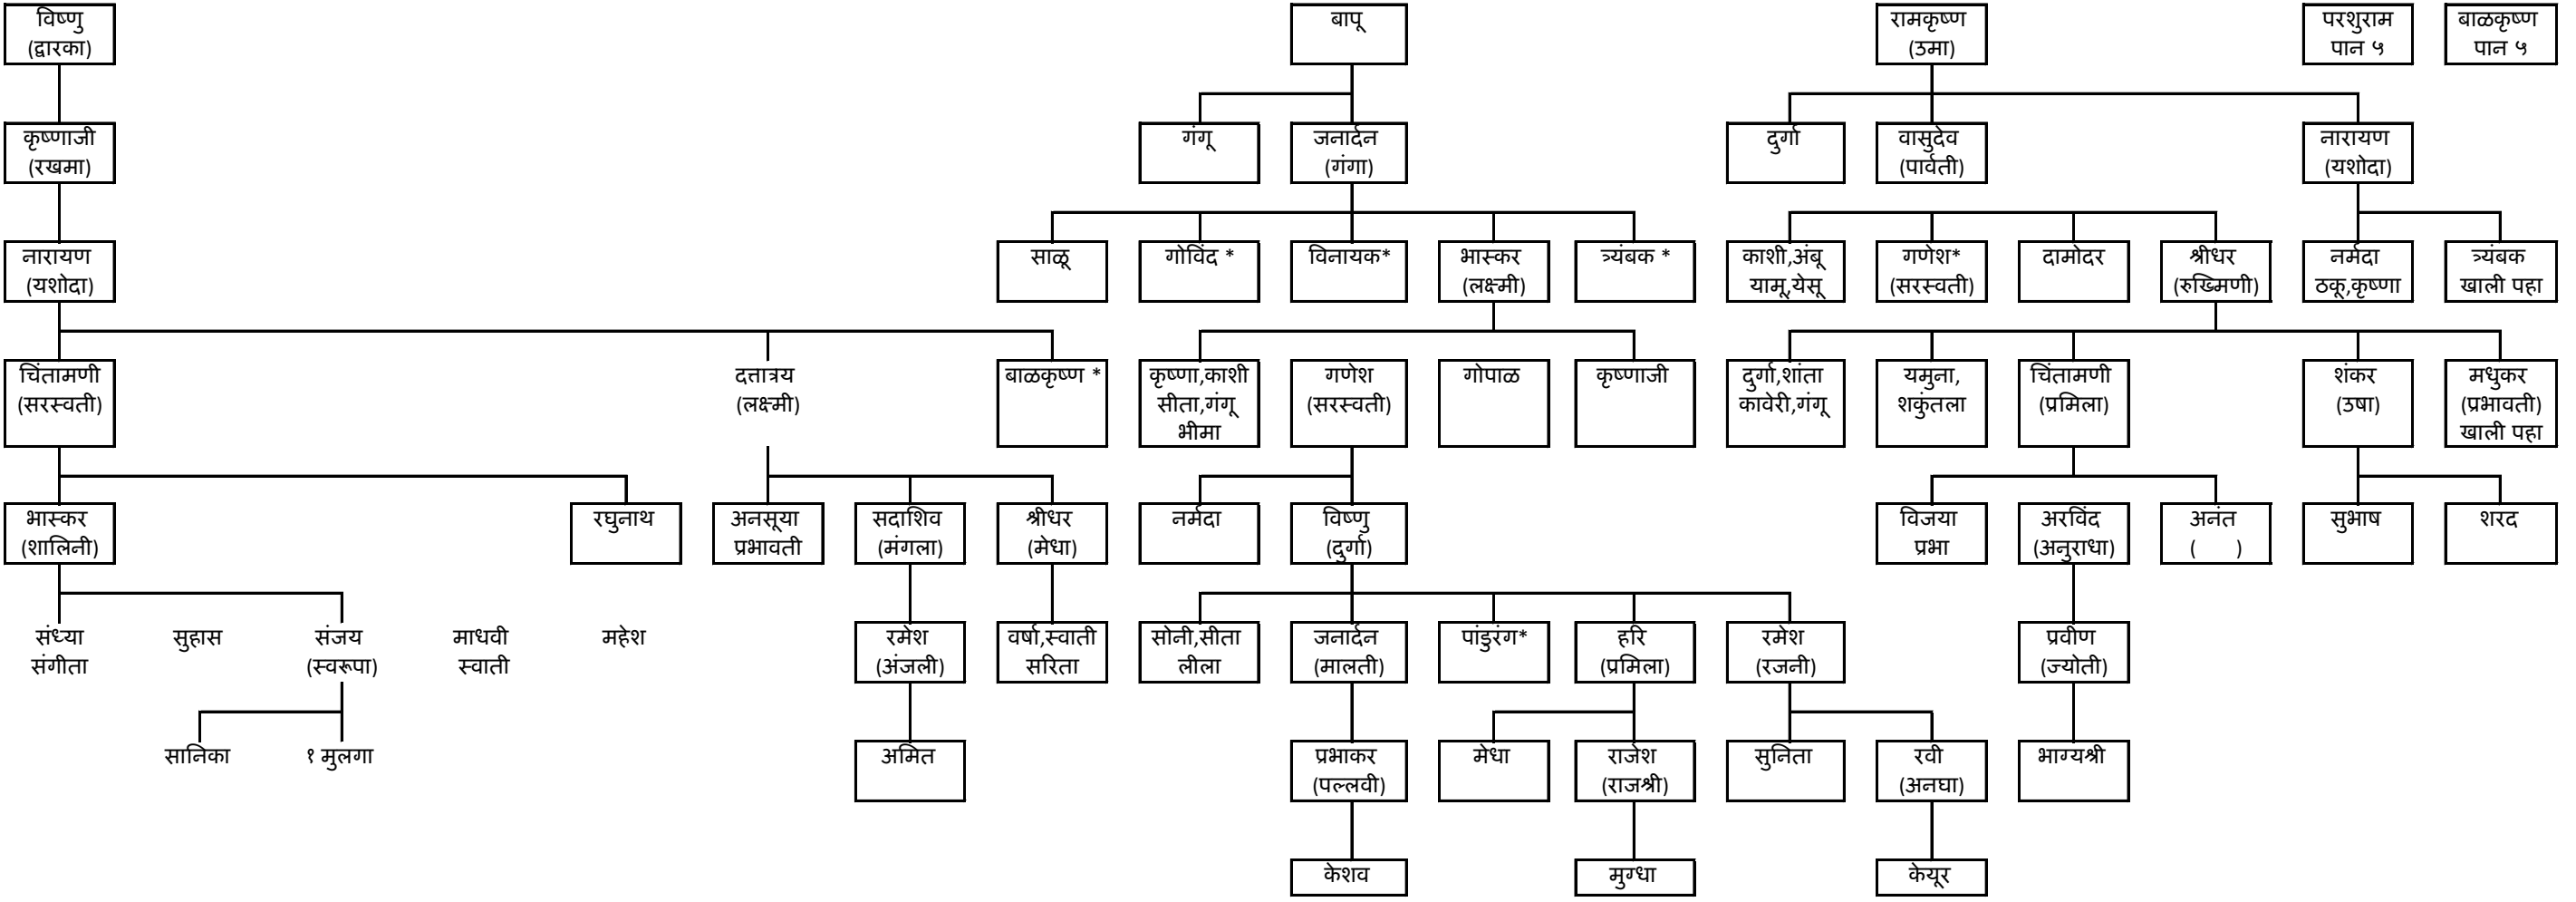 विष्णु
(द्वारका)
बापू
रामकृष्ण
(उमा)
परशुराम
पान ५
बाळकृष्ण
पान ५
कृष्णाजी
(रखमा)
गंगू
जनार्दन
(गंगा)
दुर्गा
वासुदेव
(पार्वती)
नारायण
(यशोदा)
नारायण
(यशोदा)
साळू
गोविंद *
विनायक*
भास्कर
(लक्ष्मी)
त्र्यंबक *
काशी,अंबू
यामू,येसू
गणेश*
(सरस्वती)
दामोदर
श्रीधर
(रुख्मिणी)
नर्मदा
ठकू,कृष्णा
त्र्यंबक
खाली पहा
चिंतामणी
(सरस्वती)
दत्तात्रय
(लक्ष्मी)
बाळकृष्ण *
कृष्णा,काशी
सीता,गंगू
भीमा
गणेश
(सरस्वती)
गोपाळ
कृष्णाजी
दुर्गा,शांता
कावेरी,गंगू
यमुना,
शकुंतला
चिंतामणी
(प्रमिला)
शंकर
(उषा)
मधुकर
(प्रभावती)
खाली पहा
भास्कर
(शालिनी)
रघुनाथ
अनसूया
प्रभावती
सदाशिव
(मंगला)
श्रीधर
(मेधा)
नर्मदा
विष्णु
(दुर्गा)
विजया
प्रभा
अरविंद
(अनुराधा)
अनंत
( )
सुभाष
शरद
संध्या
संगीता
सुहास
संजय
(स्वरूपा)
माधवी
स्वाती
महेश
रमेश
(अंजली)
वर्षा,स्वाती
सरिता
सोनी,सीता
लीला
जनार्दन
(मालती)
पांडुरंग*
हरि
(प्रमिला)
रमेश
(रजनी)
प्रवीण
(ज्योती)
सानिका
१ मुलगा
अमित
प्रभाकर
(पल्लवी)
मेधा
राजेश
(राजश्री)
सुनिता
रवी
(अनघा)
भाग्यश्री
केशव
मुग्धा
केयूर